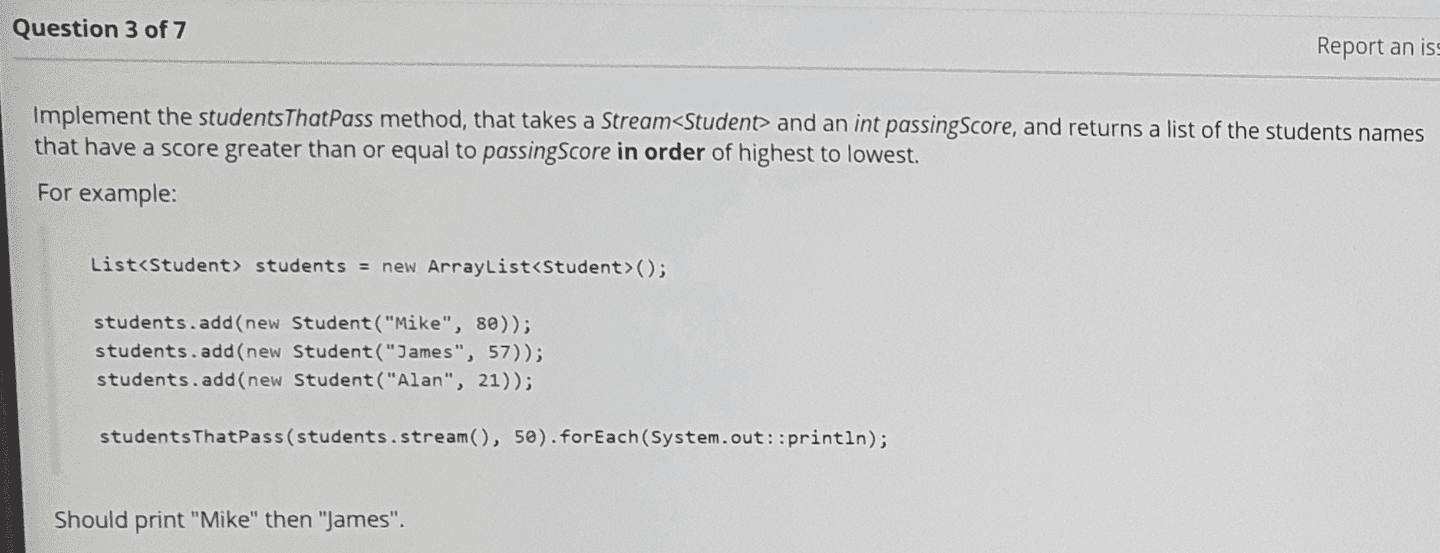 Question 3 of 7
Report an
Implement the studentsThatPass method, that takes a Stream<Student> and an int passingScore, and returns a list of the students names
that have a score greater than or equal to passingScore in order of highest to lowest.
For example:
List<Student> students = new ArrayList<Student>();
students.add(new Student("Mike", 80));
students.add(new Student("James", 57));
students.add(new Student("Alan", 21));
studentsThatPass(students.stream(), 50).forEach(System.out::println);
Should print "Mike" then "James".